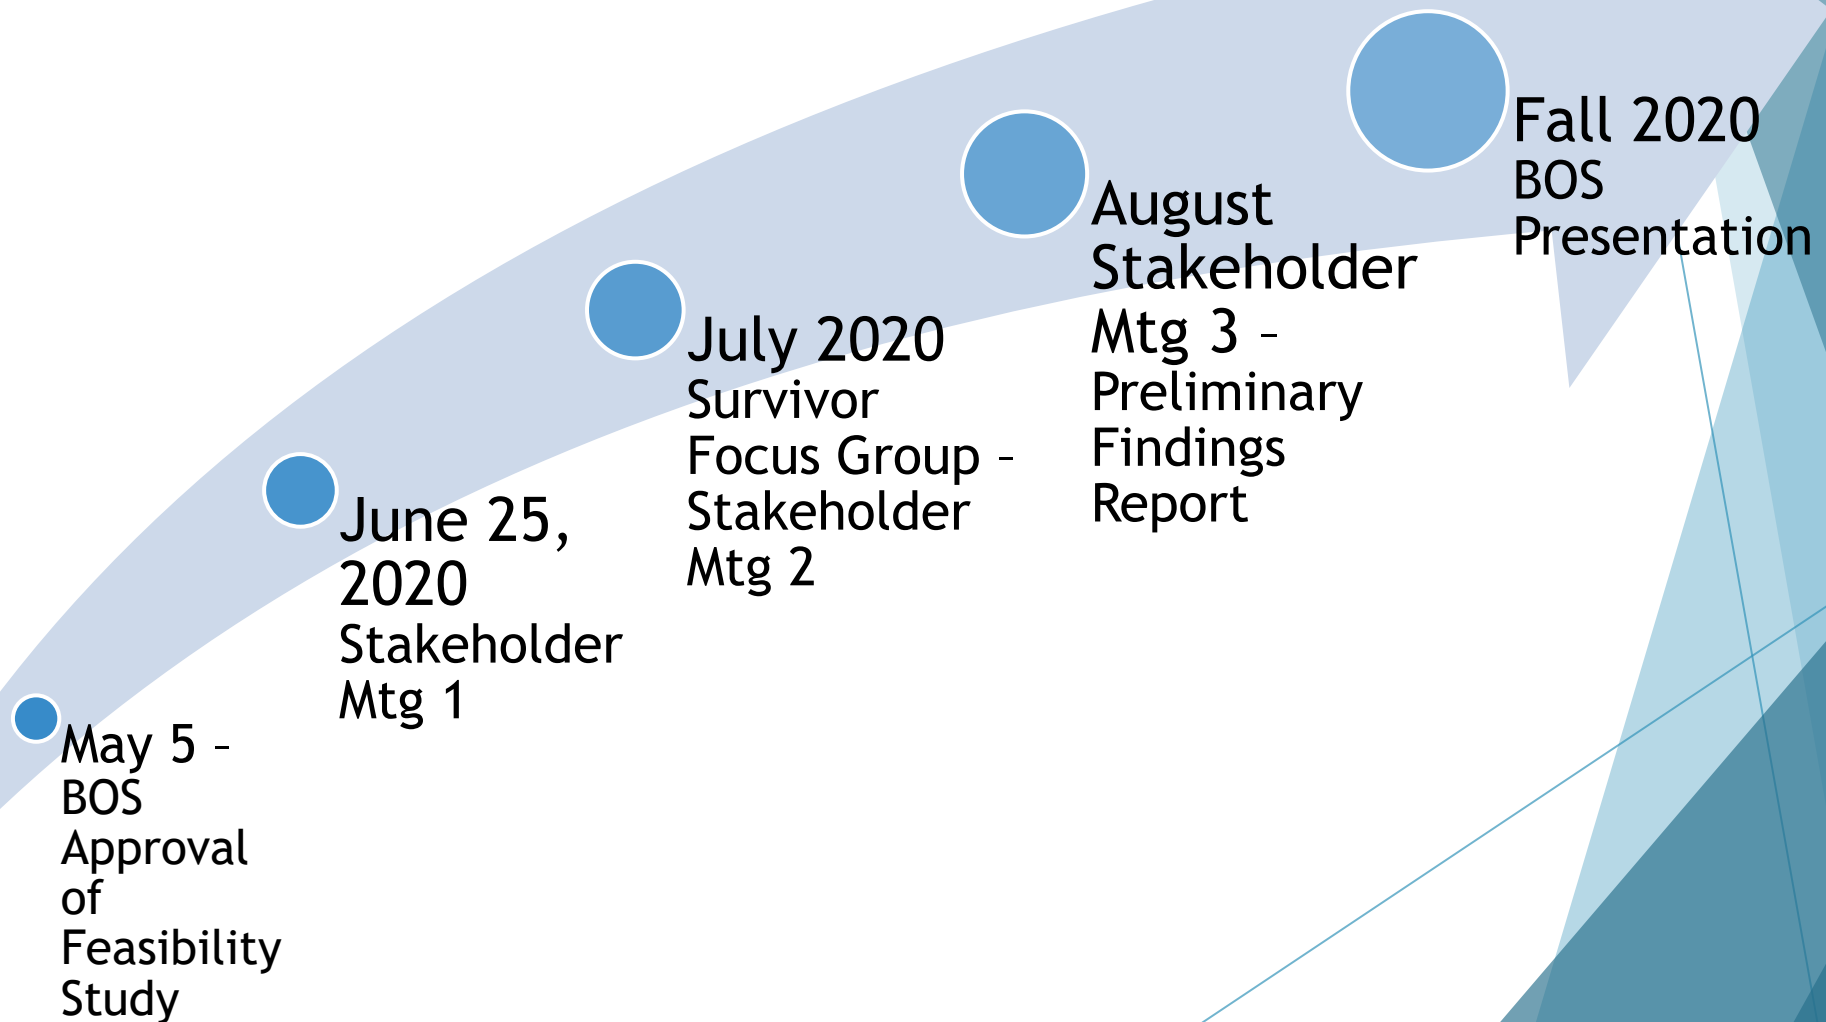 May 5 –
BOS
Approval
of
Feasibility
Study
June 25,
2020
Stakeholder
Mtg 1
July 2020
Survivor
Focus Group –
Stakeholder
Mtg 2
August
Stakeholder
Mtg 3 –
Preliminary
Findings
Report
Fall 2020
BOS
Presentation